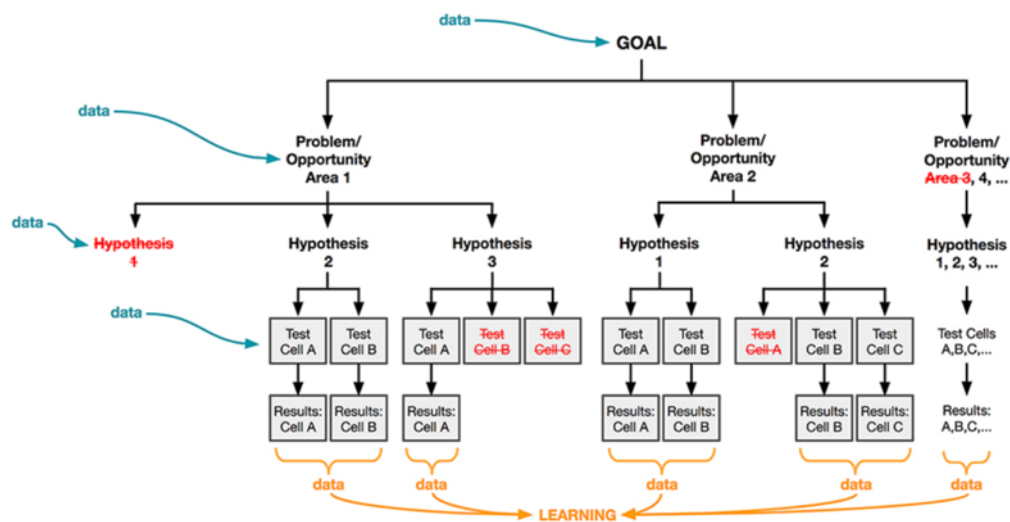 data
GOAL
data
Problem/
Opportunity
Area 1
Problem/
Opportunity
Area 2
Problem/
Opportunity
Area 3, 4, ...
data
Hypothesis
1
Hypothesis
2
Hypothesis
3
Hypothesis
1
Hypothesis
2
Hypothesis
1, 2, 3, ...
data
Test
Cell A
Test
Cell B
Test
Cell A
Test
Cell B
Test
Cell C
Test
Cell A
Test
Cell B
Test
Cell A
Test
Cell B
Test
Cell C
Test Cells
A,B,C,...
Results:
Cell A
Results:
Cell B
Results:
Cell A
Results:
Cell A
Results:
Cell B
Results:
Cell B
Results:
Cell C
Results:
A,B,C,...
data
data
data
data
data
LEARNING